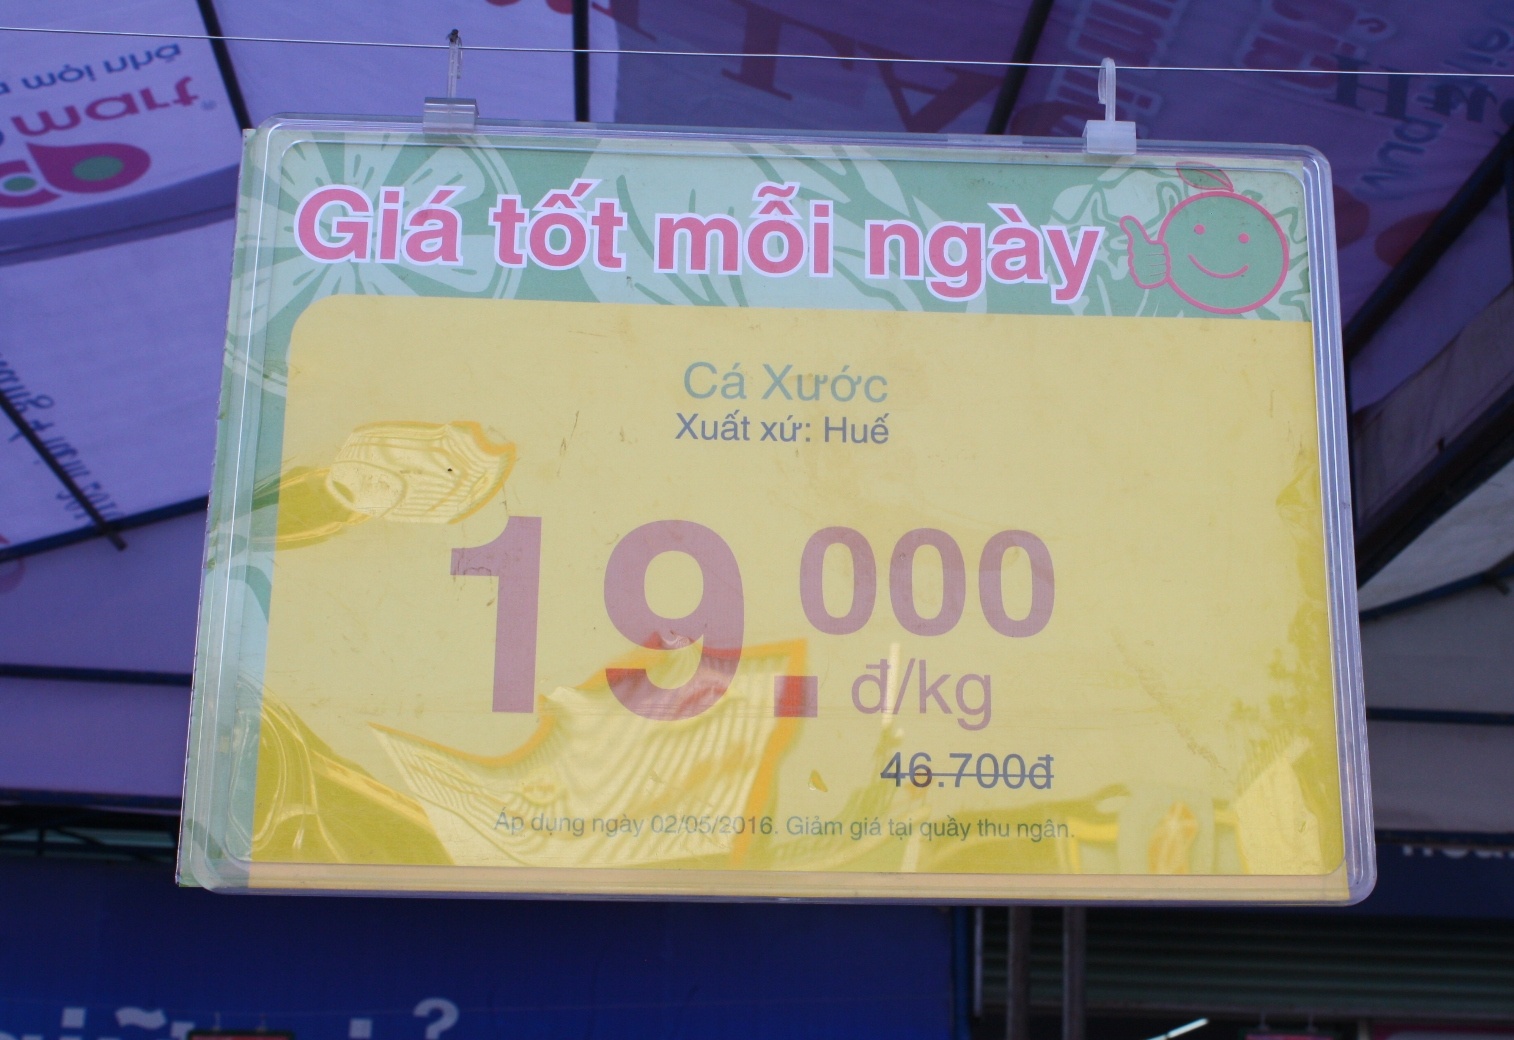 Giá tốt mỗi ngày
Cá Xước
Xuất xứ: Huế
19.000
đ/kg
46.700đ
Áp dụng ngày 02/05/2016. Giảm giá tại quầy thu ngân.